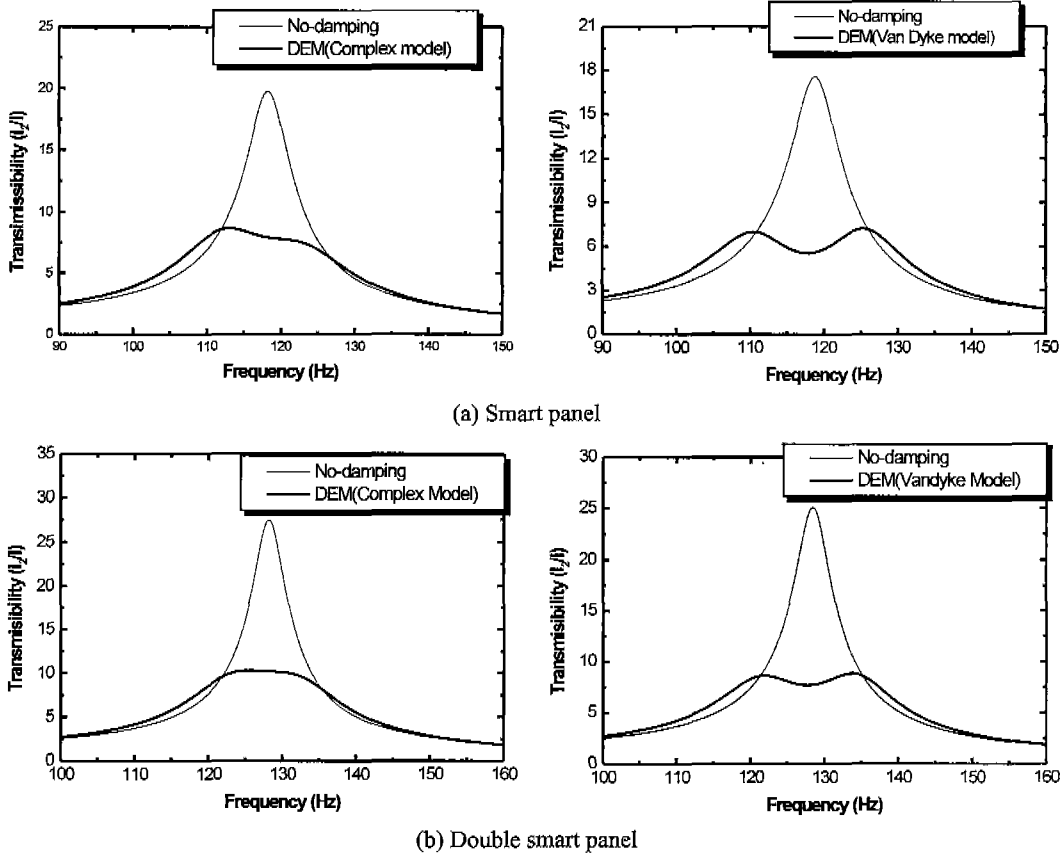 No-damping
DEM(Complex model)
25
20
15
10
5
0
Transimissibility (I₂/I)
90 100 110 120 130 140 150
Frequency (Hz)
No-damping
DEM(Van Dyke model)
21
18
15
12
9
6
3
0
Transimissibility (I₂/I)
90 100 110 120 130 140 150
Frequency (Hz)
(a) Smart panel
No-damping
DEM(Complex Model)
35
30
25
20
15
10
5
0
Transmisibility (I₂/I)
100 110 120 130 140 150 160
Frequency (Hz)
No-damping
DEM(Vandyke Model)
30
25
20
15
10
5
0
Transmisibility (I₂/I)
100 110 120 130 140 150 160
Frequency (Hz)
(b) Double smart panel